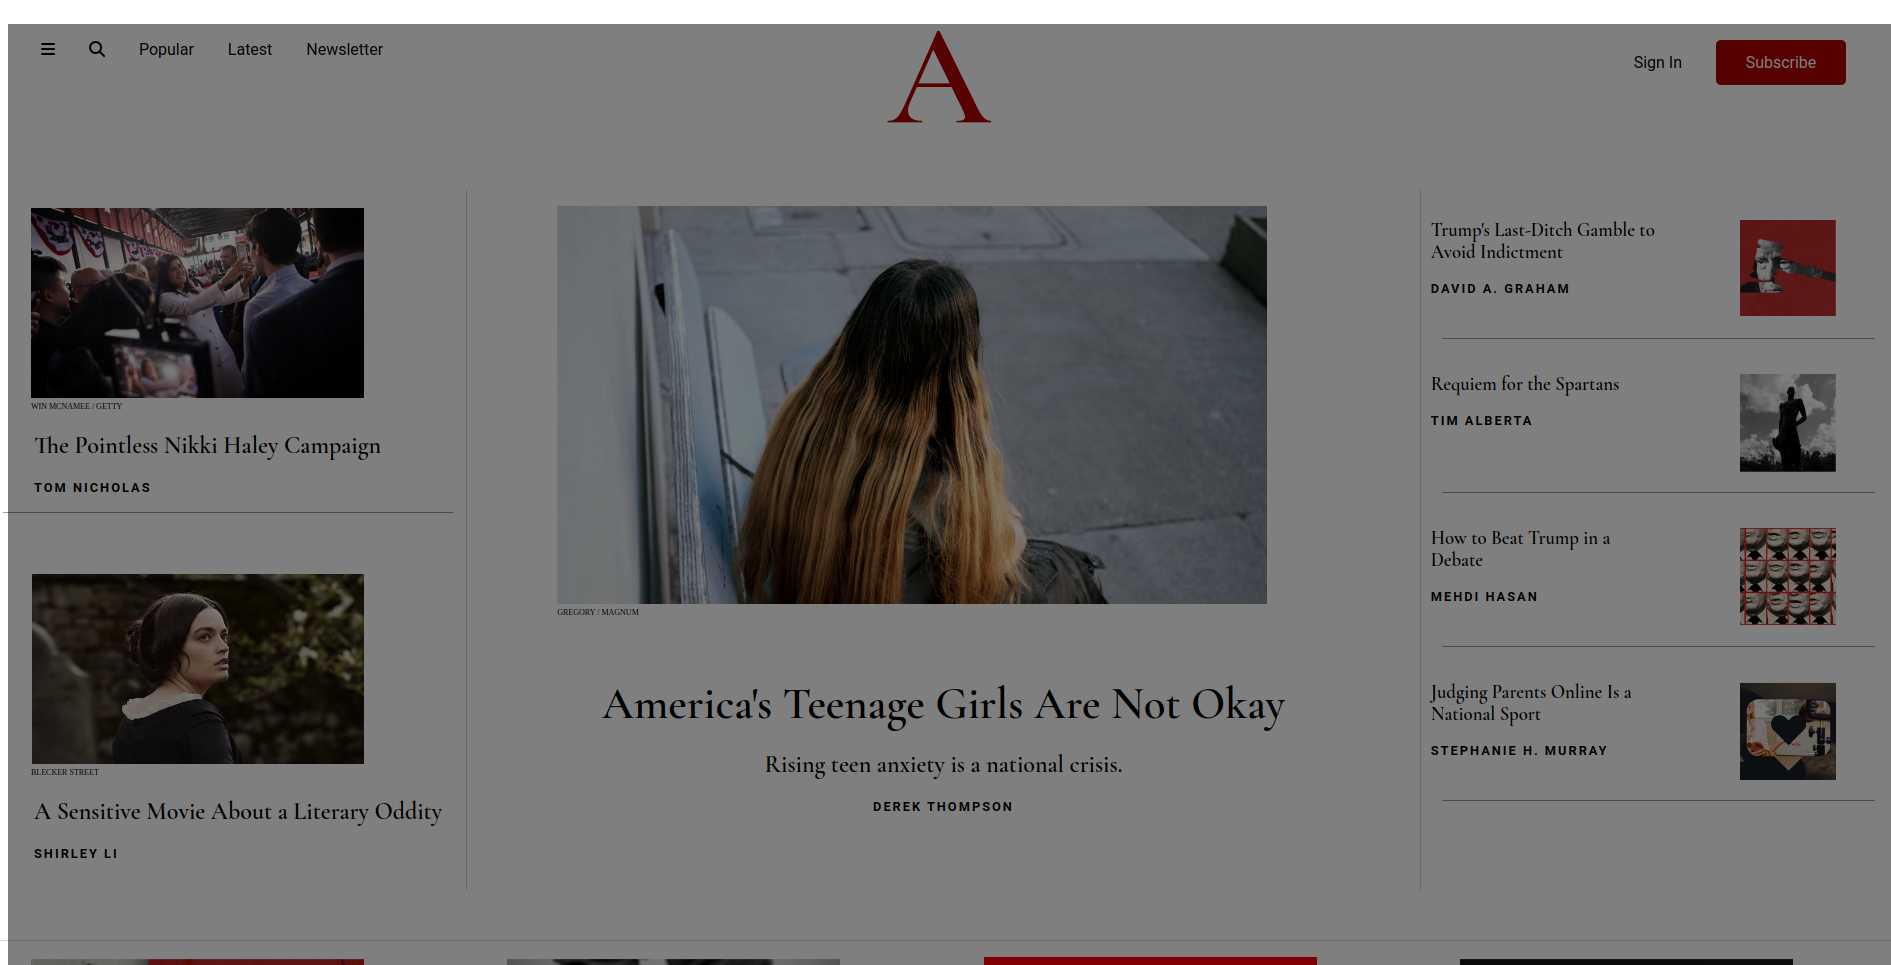 Popular Latest Newsletter
A
Sign In Subscribe
WIN MCNAMEE / GETTY
The Pointless Nikki Haley Campaign
TOM NICHOLAS
BLECKER STREET
A Sensitive Movie About a Literary Oddity
SHIRLEY LI
GREGORY / MAGNUM
America's Teenage Girls Are Not Okay
Rising teen anxiety is a national crisis.
DEREK THOMPSON
Trump's Last-Ditch Gamble to
Avoid Indictment
DAVID A. GRAHAM
Requiem for the Spartans
TIM ALBERTA
How to Beat Trump in a
Debate
MEHDI HASAN
Judging Parents Online Is a
National Sport
STEPHANIE H. MURRAY